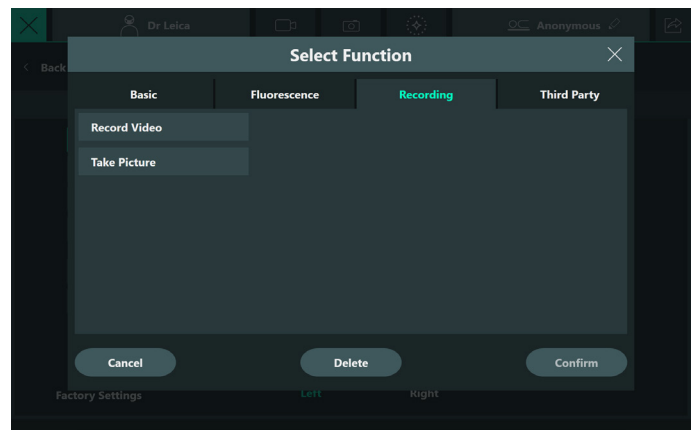 Dr Leica
Anonymous
Select Function
Back
Basic
Fluorescence
Recording
Third Party
Record Video
Take Picture
Cancel
Delete
Confirm
Factory Settings
Left
Right